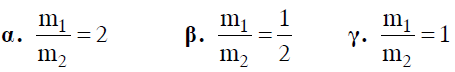 α. m₁/m₂ = 2 β. m₁/m₂ = 1/2 γ. m₁/m₂ = 1